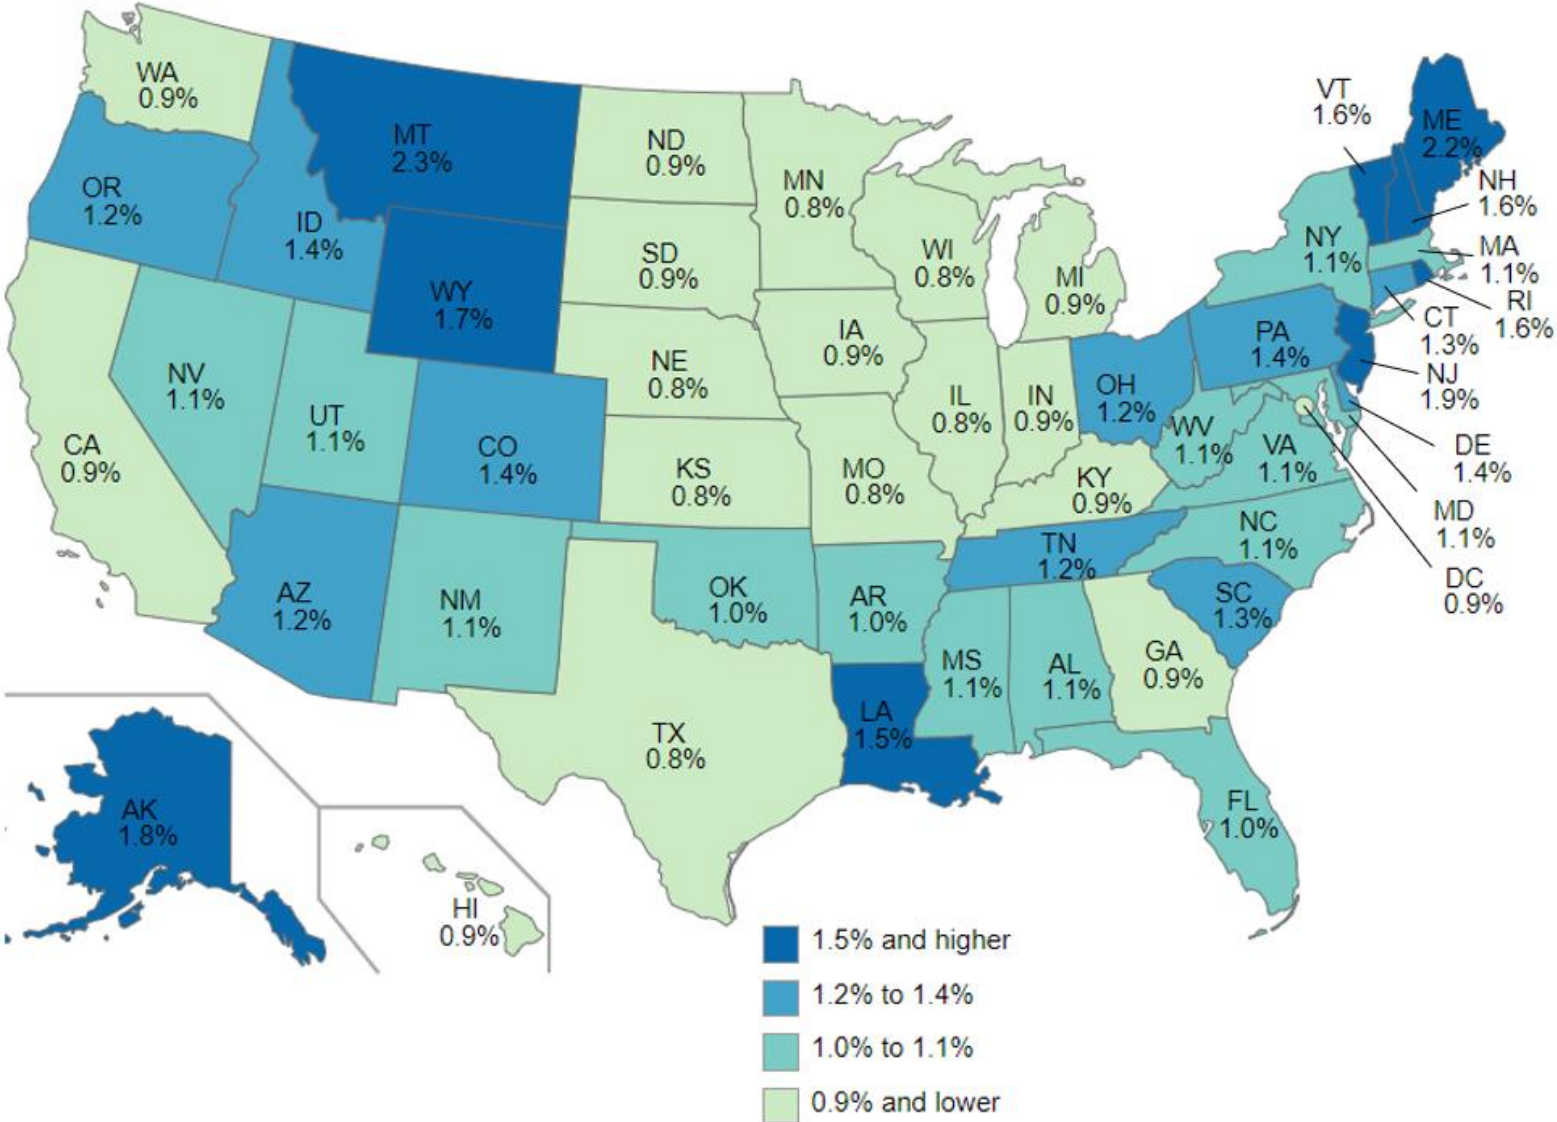 WA
0.9%
MT
2.3%
ND
0.9%
MN
0.8%
VT
1.6%
ME
2.2%
NH
1.6%
OR
1.2%
ID
1.4%
SD
0.9%
WI
0.8%
MI
0.9%
NY
1.1%
MA
1.1%
RI
1.6%
CT
1.3%
WY
1.7%
IA
0.9%
PA
1.4%
NJ
1.9%
NV
1.1%
UT
1.1%
NE
0.8%
IL
0.8%
IN
0.9%
OH
1.2%
WV
1.1%
VA
1.1%
DE
1.4%
CA
0.9%
CO
1.4%
KS
0.8%
MO
0.8%
KY
0.9%
MD
1.1%
NC
1.1%
TN
1.2%
DC
0.9%
AZ
1.2%
NM
1.1%
OK
1.0%
AR
1.0%
SC
1.3%
MS
1.1%
AL
1.1%
GA
0.9%
LA
1.5%
TX
0.8%
FL
1.0%
AK
1.8%
HI
0.9%
1.5% and higher
1.2% to 1.4%
1.0% to 1.1%
0.9% and lower